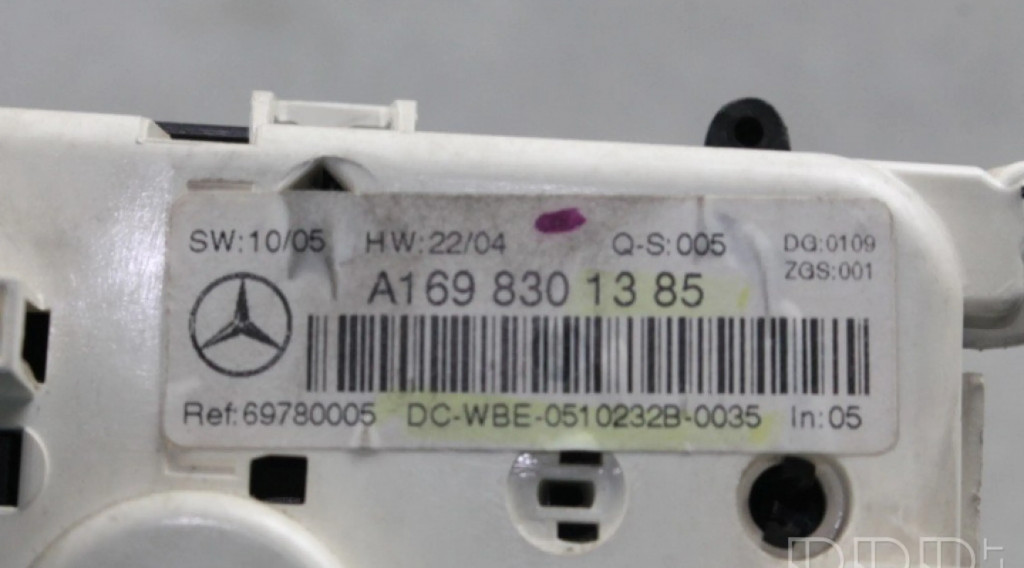 SW:10/05 HW:22/04 Q-S:005 DG:0109
ZGS:001
A169 830 13 85
Ref:69780005 DC-WBE-0510232B-0035 In:05